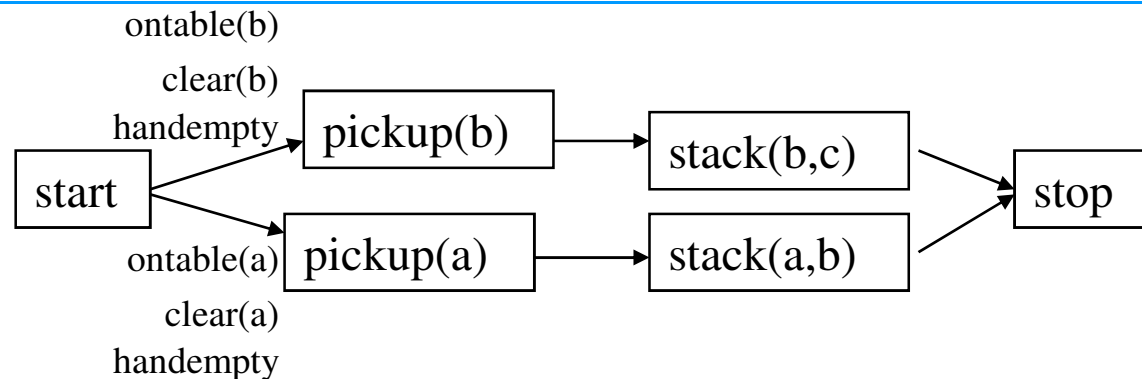 ontable(b)
clear(b)
handempty
pickup(b)
stack(b,c)
start
stop
pickup(a)
stack(a,b)
ontable(a)
clear(a)
handempty